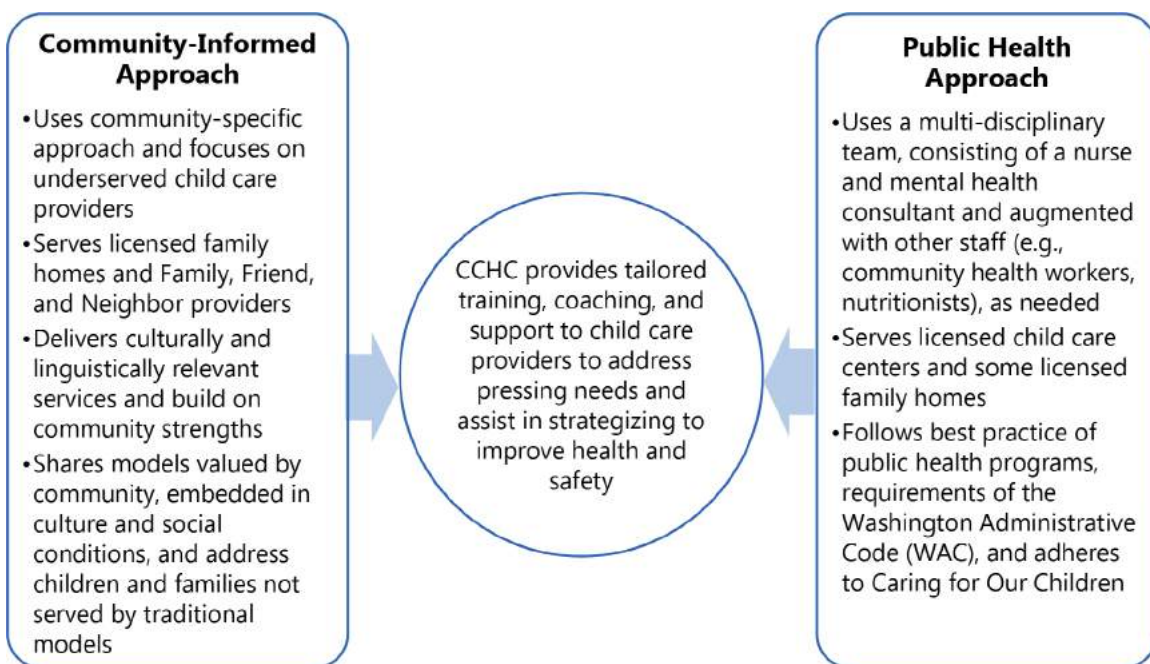 Community-Informed
Approach
•Uses community-specific
approach and focuses on
underserved child care
providers
•Serves licensed family
homes and Family, Friend,
and Neighbor providers
•Delivers culturally and
linguistically relevant
services and build on
community strengths
•Shares models valued by
community, embedded in
culture and social
conditions, and address
children and families not
served by traditional
models
CCHC provides tailored
training, coaching, and
support to child care
providers to address
pressing needs and
assist in strategizing to
improve health and
safety
Public Health
Approach
•Uses a multi-disciplinary
team, consisting of a nurse
and mental health
consultant and augmented
with other staff (e.g.,
community health workers,
nutritionists), as needed
•Serves licensed child care
centers and some licensed
family homes
•Follows best practice of
public health programs,
requirements of the
Washington Administrative
Code (WAC), and adheres
to Caring for Our Children